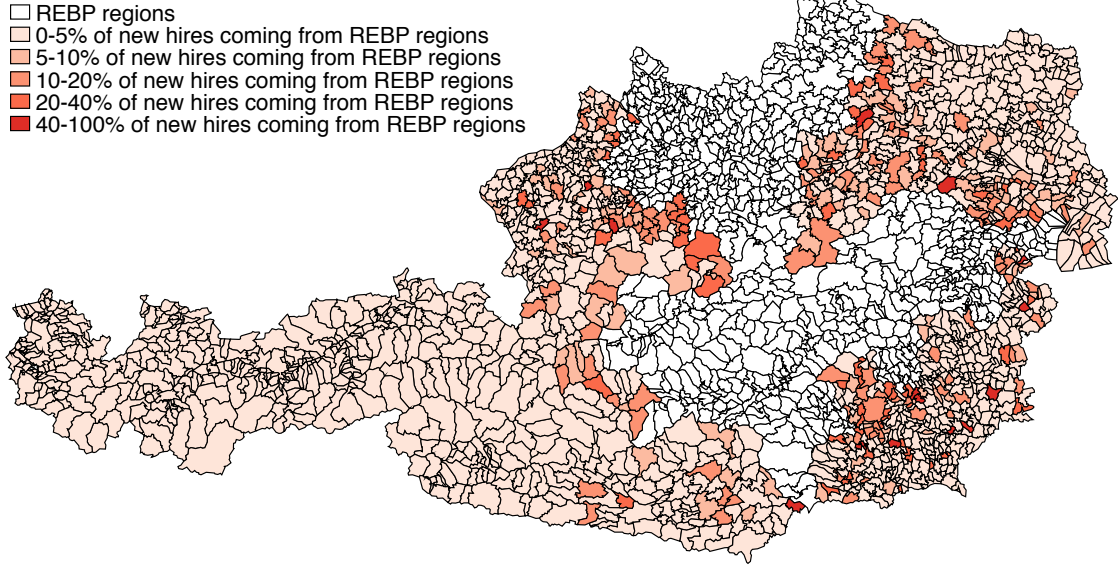 REBP regions
0-5% of new hires coming from REBP regions
5-10% of new hires coming from REBP regions
10-20% of new hires coming from REBP regions
20-40% of new hires coming from REBP regions
40-100% of new hires coming from REBP regions